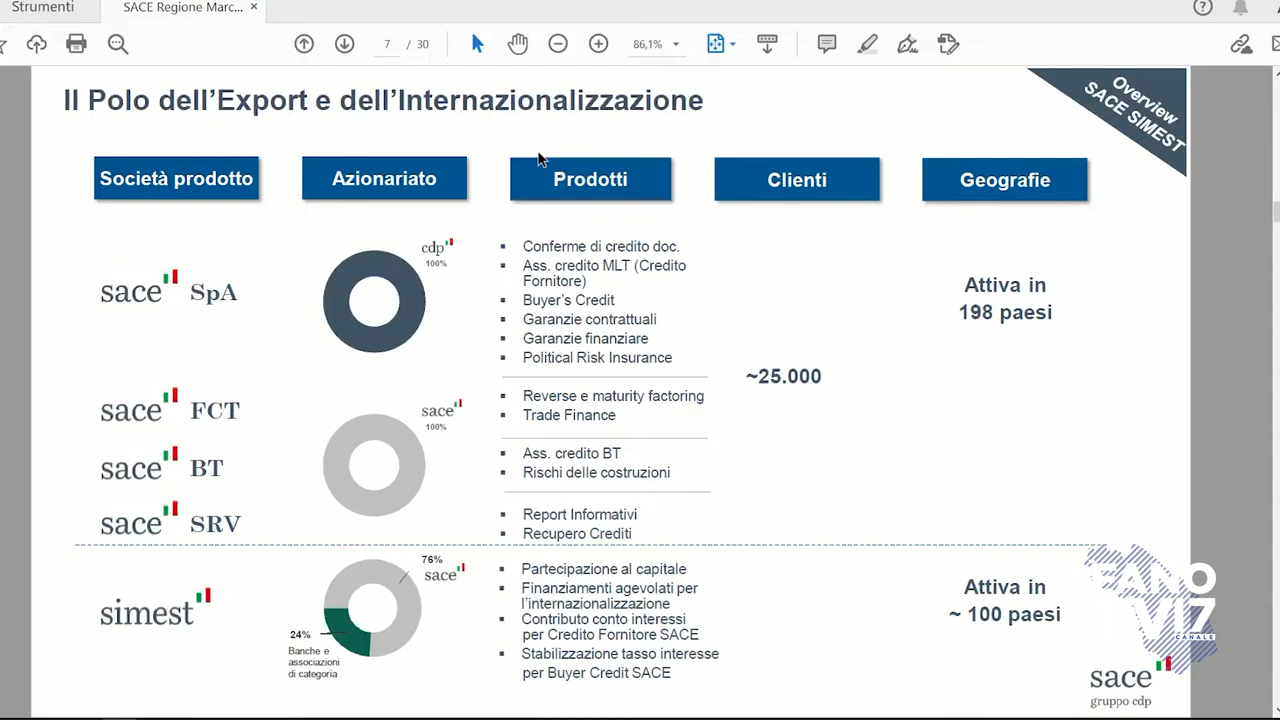 Strumenti
SACE Regione Marc... ×
7 / 30
86,1%
Il Polo dell'Export e dell'Internazionalizzazione
Overview
SACE SIMEST
Società prodotto
Azionariato
Prodotti
Clienti
Geografie
sace SpA
cdp
100%
▪ Conferme di credito doc.
▪ Ass. credito MLT (Credito
Fornitore)
▪ Buyer's Credit
▪ Garanzie contrattuali
▪ Garanzie finanziare
▪ Political Risk Insurance
~25.000
Attiva in
198 paesi
sace FCT
sace
100%
▪ Reverse e maturity factoring
▪ Trade Finance
sace BT
▪ Ass. credito BT
▪ Rischi delle costruzioni
sace SRV
▪ Report Informativi
▪ Recupero Crediti
simest
76%
sace
24%
Banche e
associazioni
di categoria
▪ Partecipazione al capitale
▪ Finanziamenti agevolati per
l'internazionalizzazione
▪ Contributo conto interessi
per Credito Fornitore SACE
▪ Stabilizzazione tasso interesse
per Buyer Credit SACE
Attiva in
~ 100 paesi
FANO
TV17
CANALE
sace
gruppo cdp